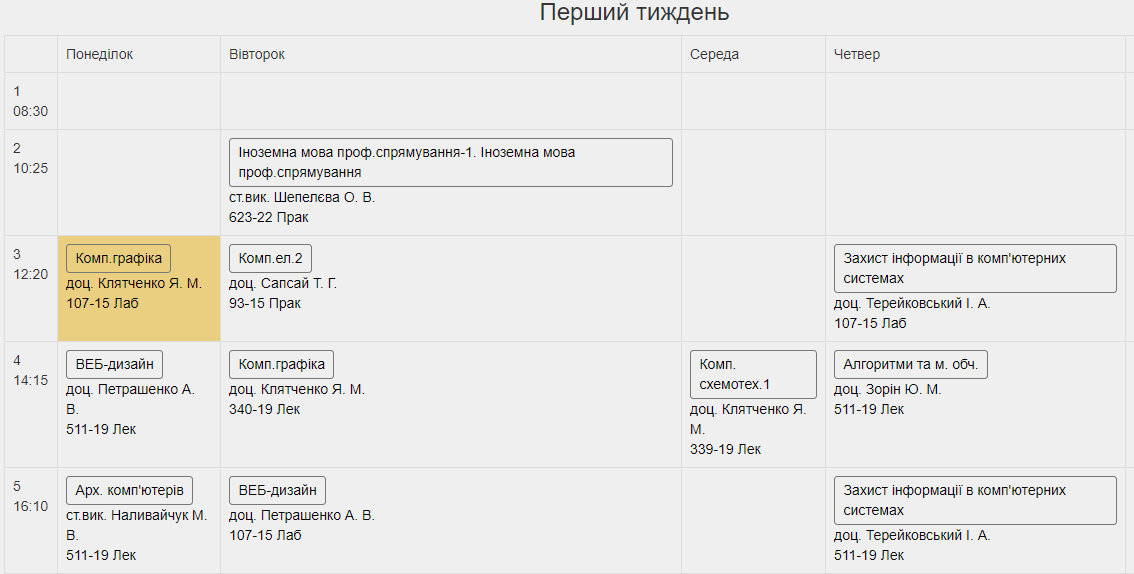 Перший тиждень
Понеділок
Вівторок
Середа
Четвер
1
08:30
2
10:25
Іноземна мова проф.спрямування-1. Іноземна мова
проф.спрямування
ст.вик. Шепелєва О. В.
623-22 Прак
3
12:20
Комп.графіка
доц. Клятченко Я. М.
107-15 Лаб
Комп.ел.2
доц. Сапсай Т. Г.
93-15 Прак
Захист інформації в комп'ютерних
системах
доц. Терейковський І. А.
107-15 Лаб
4
14:15
ВЕБ-дизайн
доц. Петрашенко А.
В.
511-19 Лек
Комп.графіка
доц. Клятченко Я. М.
340-19 Лек
Комп.
схемотех.1
доц. Клятченко Я.
М.
339-19 Лек
Алгоритми та м. обч.
доц. Зорін Ю. М.
511-19 Лек
5
16:10
Арх. комп'ютерів
ст.вик. Наливайчук М.
В.
511-19 Лек
ВЕБ-дизайн
доц. Петрашенко А. В.
107-15 Лаб
Захист інформації в комп'ютерних
системах
доц. Терейковський І. А.
511-19 Лек